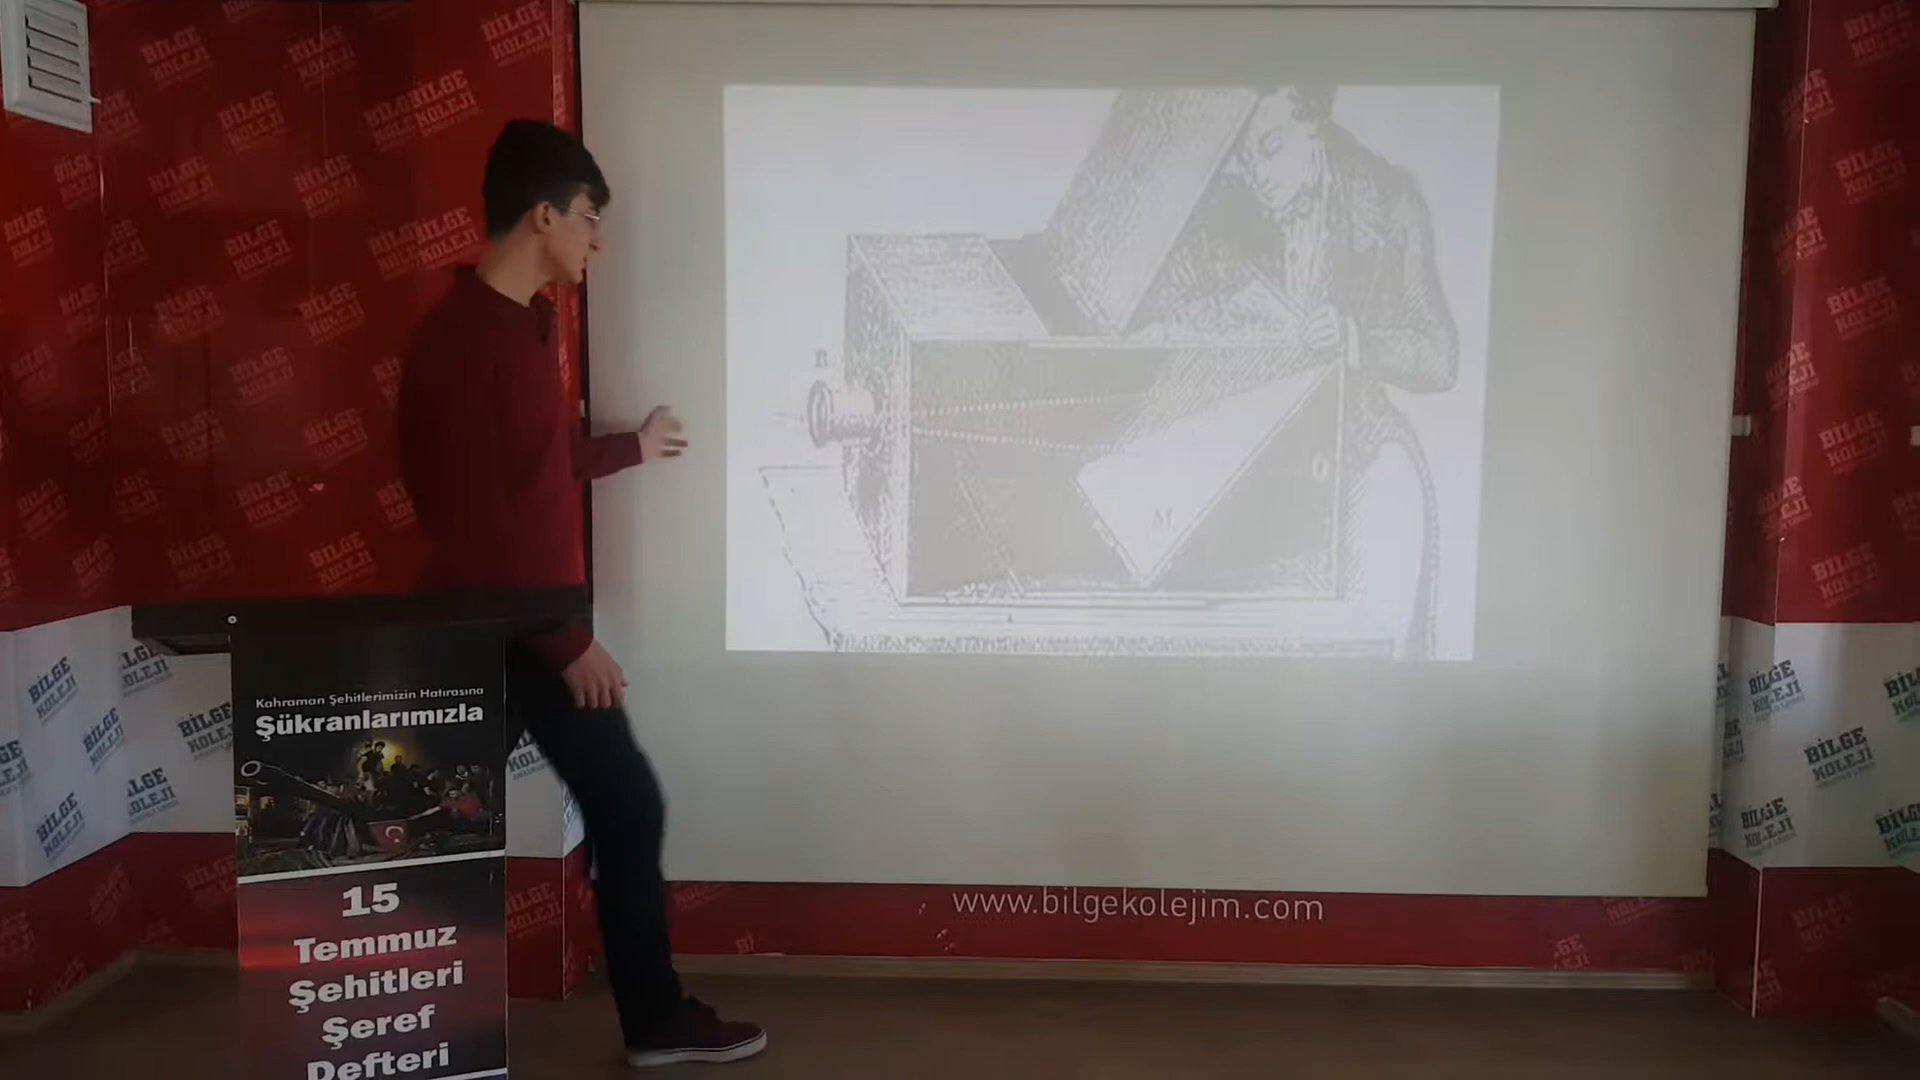 BİLGE
KOLEJİ
Kahraman Şehitlerimizin Hatırasına
Şükranlarımızla
15
Temmuz
Şehitleri
Şeref
Defteri
B
M
O
www.bilgekolejim.com